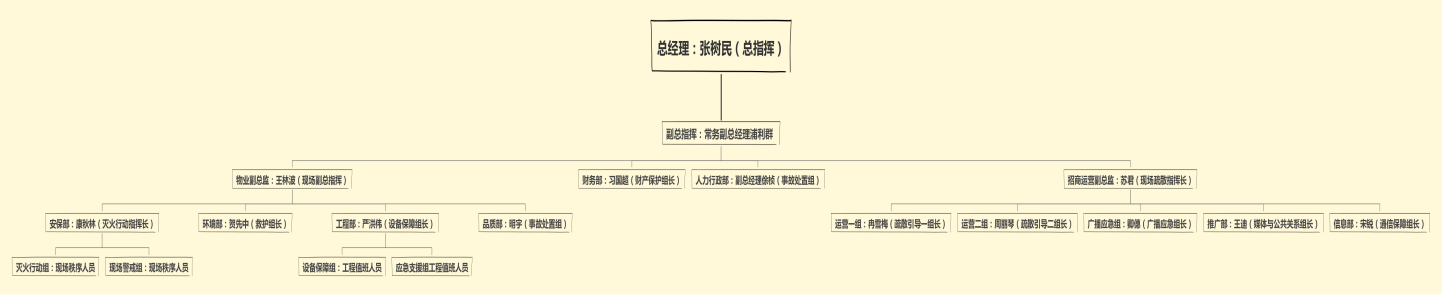 总经理：张树民（总指挥）
副总指挥：常务副总经理浦利群
物业副总监：王林波（现场副总指挥）
财务部：习国超（财产保护组长）
人力行政部：副总经理徐桢（事故处置组）
招商运营副总监：苏君（现场疏散指挥长）
安保部：康秋林（灭火行动指挥长）
环境部：贺先中（救护组长）
工程部：严洪伟（设备保障组长）
品质部：明宇（事故处置组）
运营一组：冉雪梅（疏散引导一组长）
运营二组：周丽琴（疏散引导二组长）
广播应急组：卿德（广播应急组长）
推广部：王迪（媒体与公共关系组长）
信息部：宋锐（通信保障组长）
灭火行动组：现场秩序人员
现场警戒组：现场秩序人员
设备保障组：工程值班人员
应急支援组工程值班人员